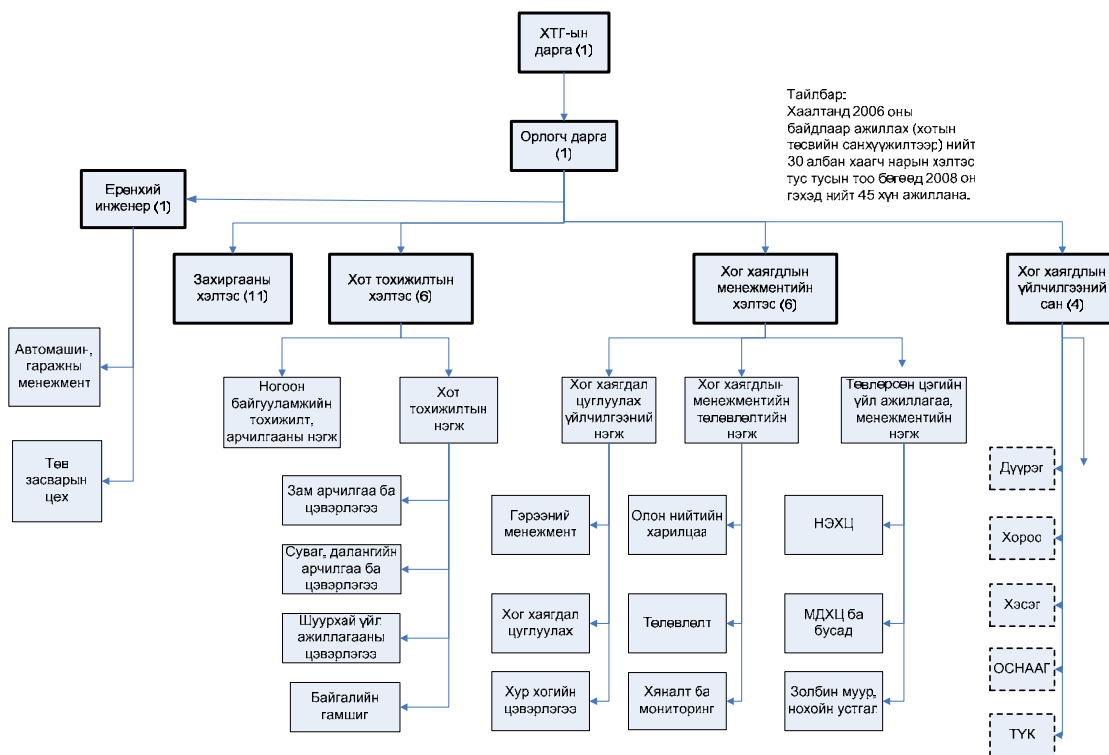 ХТГ-ын
дарга (1)
Тайлбар:
Хаалтанд 2006 оны
байдлаар ажиллах (хотын
төсвийн санхүүжилтээр) нийт
30 албан хаагч нарын хэлтэс
тус тусын тоо бөгөөд 2008 он
гэхэд нийт 45 хүн ажиллана.
Орлогч дарга
(1)
Ерөнхий
инженер (1)
Захиргааны
хэлтэс (11)
Хот тохижилтын
хэлтэс (6)
Хог хаягдлын
менежментийн
хэлтэс (6)
Хог хаягдлын
үйлчилгээний
сан (4)
Автомашин,
гаражны
менежмент
Төв
засварын
цех
Ногоон
байгууламжийн
тохижилт,
арчилгааны нэгж
Хот
тохижилтын
нэгж
Хог хаягдал
цуглуулах
үйлчилгээний
нэгж
Хог хаягдлын
менежментийн
төлөвлөлтийн
нэгж
Төвлөрсөн цэгийн
үйл ажиллагаа,
менежментийн
нэгж
Зам арчилгаа ба
цэвэрлэгээ
Суваг, далангийн
арчилгаа ба
цэвэрлэгээ
Шуурхай үйл
ажиллагааны
цэвэрлэгээ
Байгалийн
гамшиг
Гэрээний
менежмент
Хог хаягдал
цуглуулах
Хур хогийн
цэвэрлэгээ
Олон нийтийн
харилцаа
Төлөвлөлт
Хяналт ба
мониторинг
НЭХЦ
МДХЦ ба
бусад
Золбин муур,
нохойн устгал
Дүүрэг
Хороо
Хэсэг
ОСНААГ
ТҮК